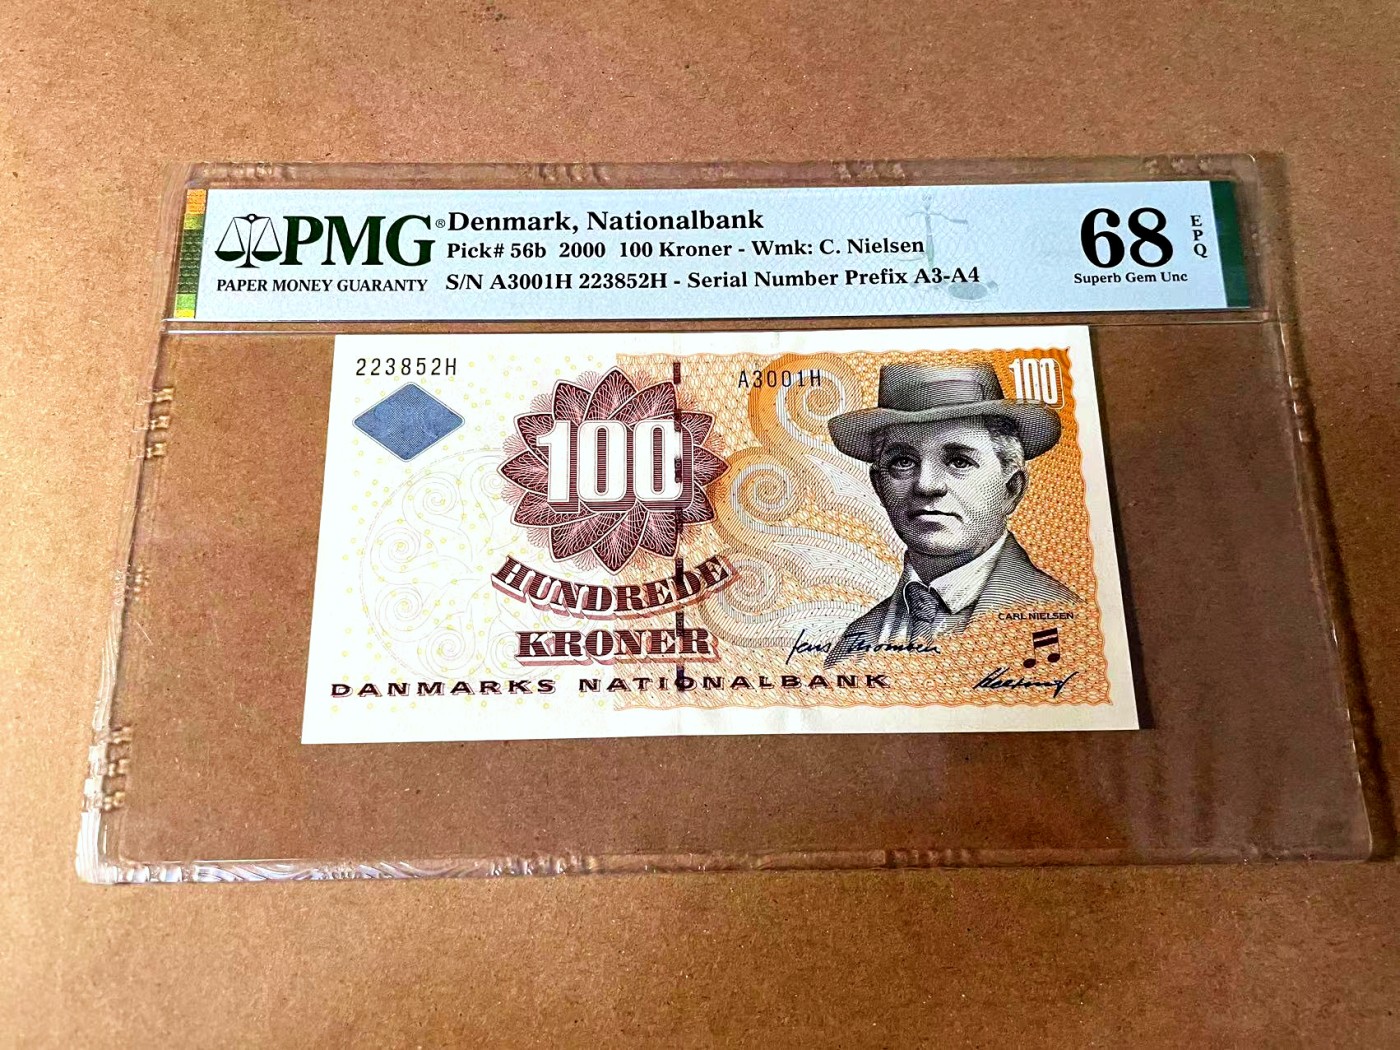 PMG®
PAPER MONEY GUARANTY
Denmark, Nationalbank
Pick# 56b 2000 100 Kroner - Wmk: C. Nielsen
S/N A3001H 223852H - Serial Number Prefix A3-A4
68
EPQ
Superb Gem Unc
223852H
A3001H
100
100
HUNDREDE
KRONER
CARL NIELSEN
DANMARKS NATIONALBANK